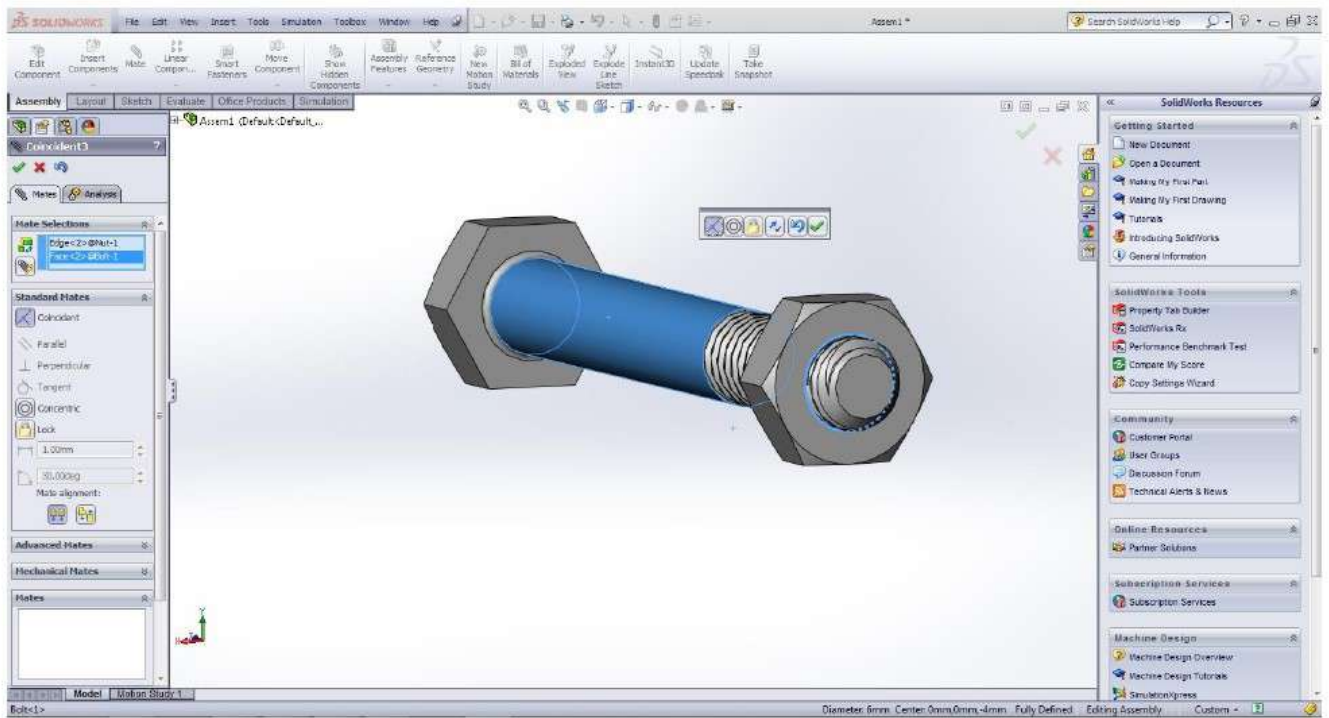 SOLIDWORKS File Edit View Insert Tools Simulation Toolbox Window Help Assem1 * Search SolidWorks Help
Edit Component
Insert Components
Mate
Linear Compon...
Smart Fasteners
Move Component
Show Hidden Components
Assembly Features
Reference Geometry
New Motion Study
Bill of Materials
Exploded View
Explode Line Sketch
Instant3D
Update Speedpak
Take Snapshot
Assembly Layout Sketch Evaluate Office Products Simulation
Assem1 (Default<Default_...
Coincident3 ?
Mates Analysis
Mate Selections
Edge<2>@Nut-1
Face<2>@Bolt-1
Standard Mates
Coincident
Parallel
Perpendicular
Tangent
Concentric
Lock
1.00mm
30.00deg
Mate alignment:
Advanced Mates
Mechanical Mates
Mates
Y
Model Motion Study 1
Bolt<1> Diameter: 6mm Center: 0mm,0mm,-4mm Fully Defined Editing Assembly Custom
SolidWorks Resources
Getting Started
New Document
Open a Document
Making My First Part
Making My First Drawing
Tutorials
Introducing SolidWorks
General Information
SolidWorks Tools
Property Tab Builder
SolidWorks Rx
Performance Benchmark Test
Compare My Score
Copy Settings Wizard
Community
Customer Portal
User Groups
Discussion Forum
Technical Alerts & News
Online Resources
Partner Solutions
Subscription Services
Subscription Services
Machine Design
Machine Design Overview
Machine Design Tutorials
SimulationXpress